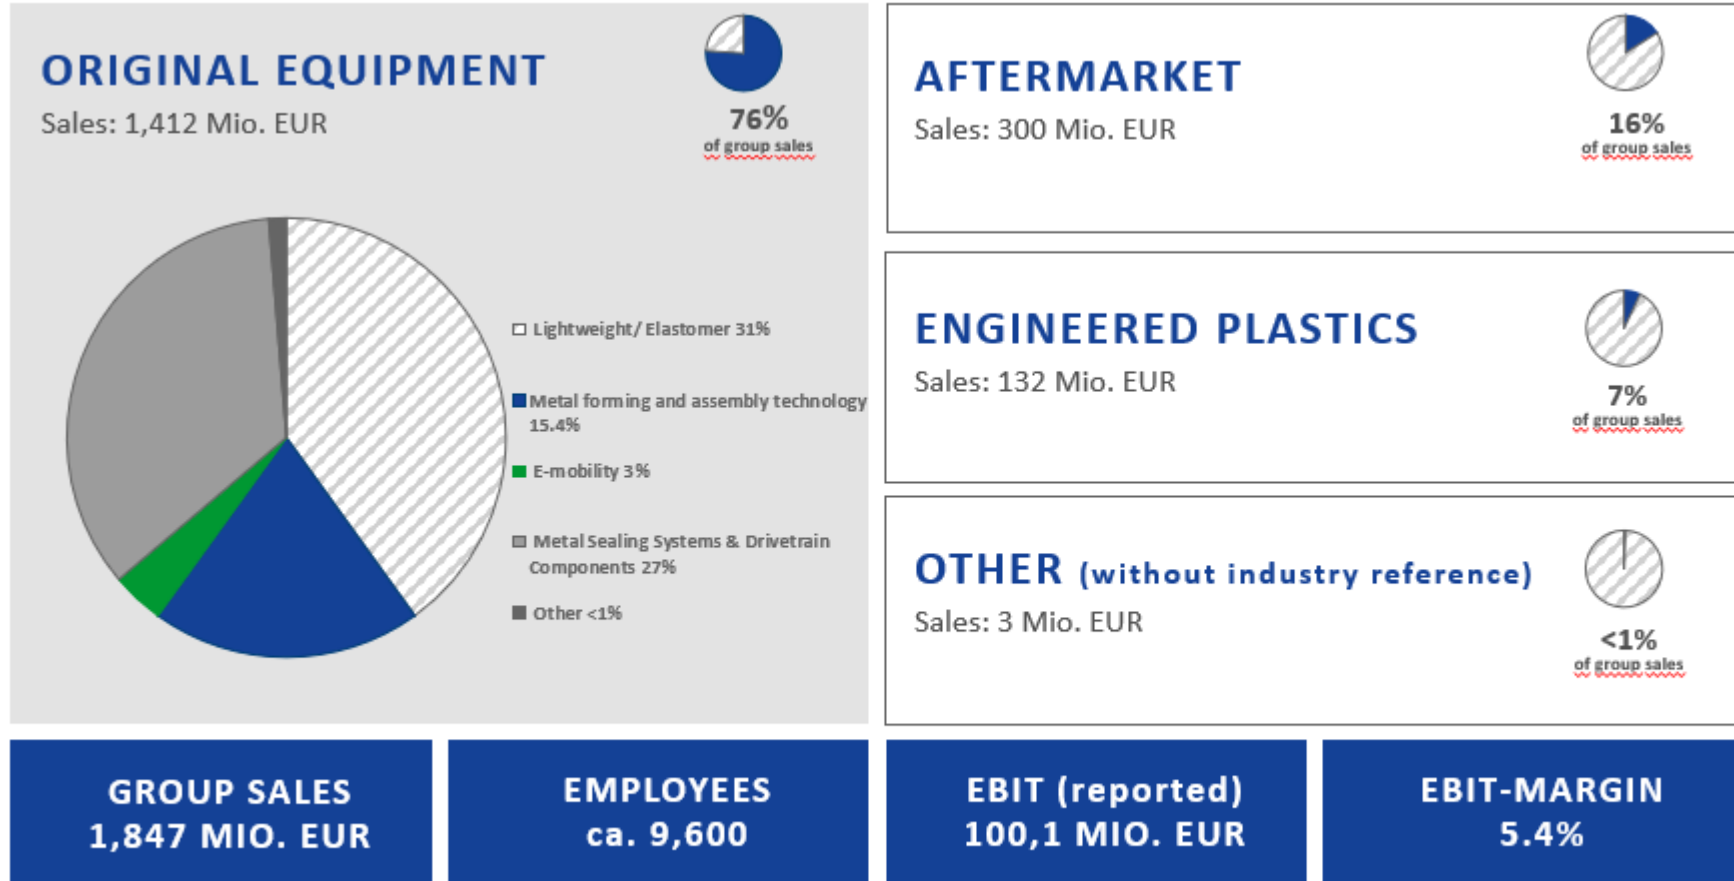 ORIGINAL EQUIPMENT
Sales: 1,412 Mio. EUR
76%
of group sales
Lightweight/ Elastomer 31%
Metal forming and assembly technology
15.4%
E-mobility 3%
Metal Sealing Systems & Drivetrain
Components 27%
Other <1%
AFTERMARKET
Sales: 300 Mio. EUR
16%
of group sales
ENGINEERED PLASTICS
Sales: 132 Mio. EUR
7%
of group sales
OTHER (without industry reference)
Sales: 3 Mio. EUR
<1%
of group sales
GROUP SALES
1,847 MIO. EUR
EMPLOYEES
ca. 9,600
EBIT (reported)
100,1 MIO. EUR
EBIT-MARGIN
5.4%